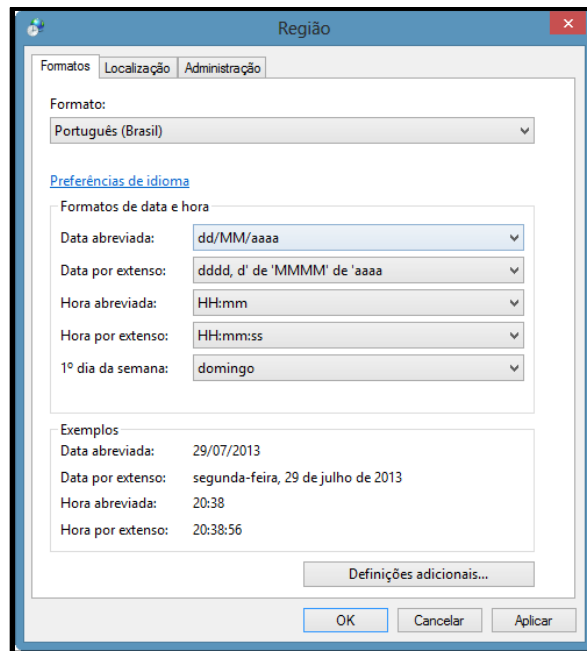 Região
Formatos Localização Administração
Formato:
Português (Brasil)
Preferências de idioma
Formatos de data e hora
Data abreviada: dd/MM/aaaa
Data por extenso: dddd, d' de 'MMMM' de 'aaaa
Hora abreviada: HH:mm
Hora por extenso: HH:mm:ss
1º dia da semana: domingo
Exemplos
Data abreviada: 29/07/2013
Data por extenso: segunda-feira, 29 de julho de 2013
Hora abreviada: 20:38
Hora por extenso: 20:38:56
Definições adicionais...
OK Cancelar Aplicar